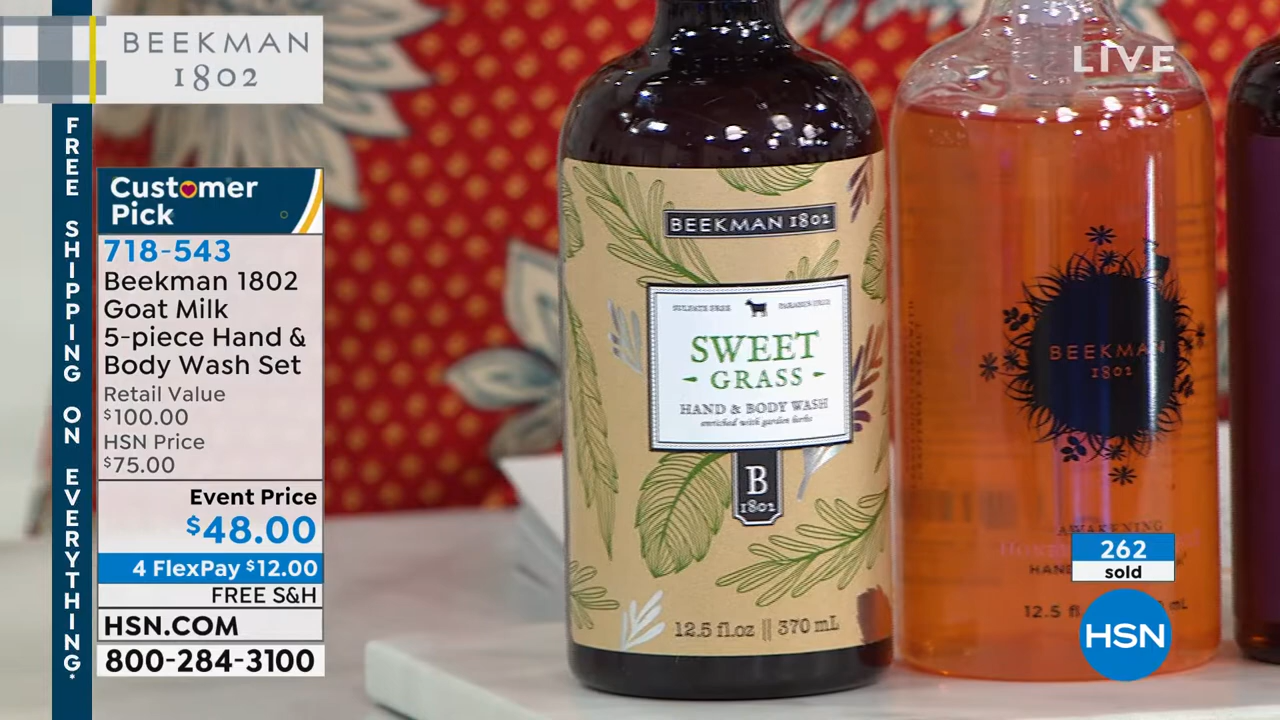 BEEKMAN
1802
LIVE
FREE SHIPPING ON EVERYTHING.*
Customer
Pick
718-543
Beekman 1802
Goat Milk
5-piece Hand &
Body Wash Set
Retail Value
$100.00
HSN Price
$75.00
Event Price
$48.00
4 FlexPay $12.00
FREE S&H
HSN.COM
800-284-3100
BEEKMAN 1802
SULFATE FREE
PARABEN FREE
SWEET
GRASS
HAND & BODY WASH
enriched with garden herbs
B
1802
12.5 fl.oz || 370 mL
BEEKMAN
1802
AWAKENING
12.5 fl
mL
262
sold
HSN